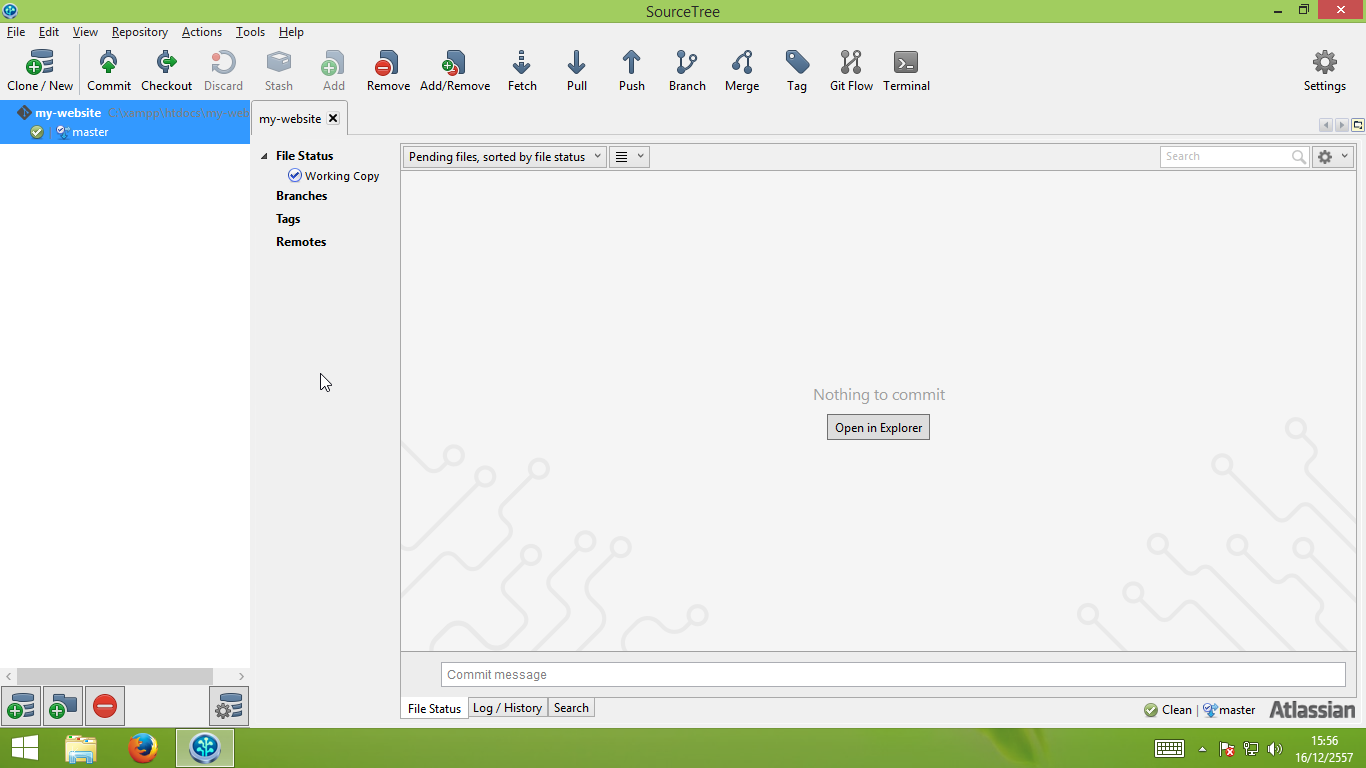 SourceTree
File Edit View Repository Actions Tools Help
Clone / New Commit Checkout Discard Stash Add Remove Add/Remove Fetch Pull Push Branch Merge Tag Git Flow Terminal Settings
my-website C:\xampp\htdocs\my-web
master
my-website
File Status
Working Copy
Branches
Tags
Remotes
Pending files, sorted by file status
Search
Nothing to commit
Open in Explorer
Commit message
File Status Log / History Search
Clean master Atlassian
15:56
16/12/2557